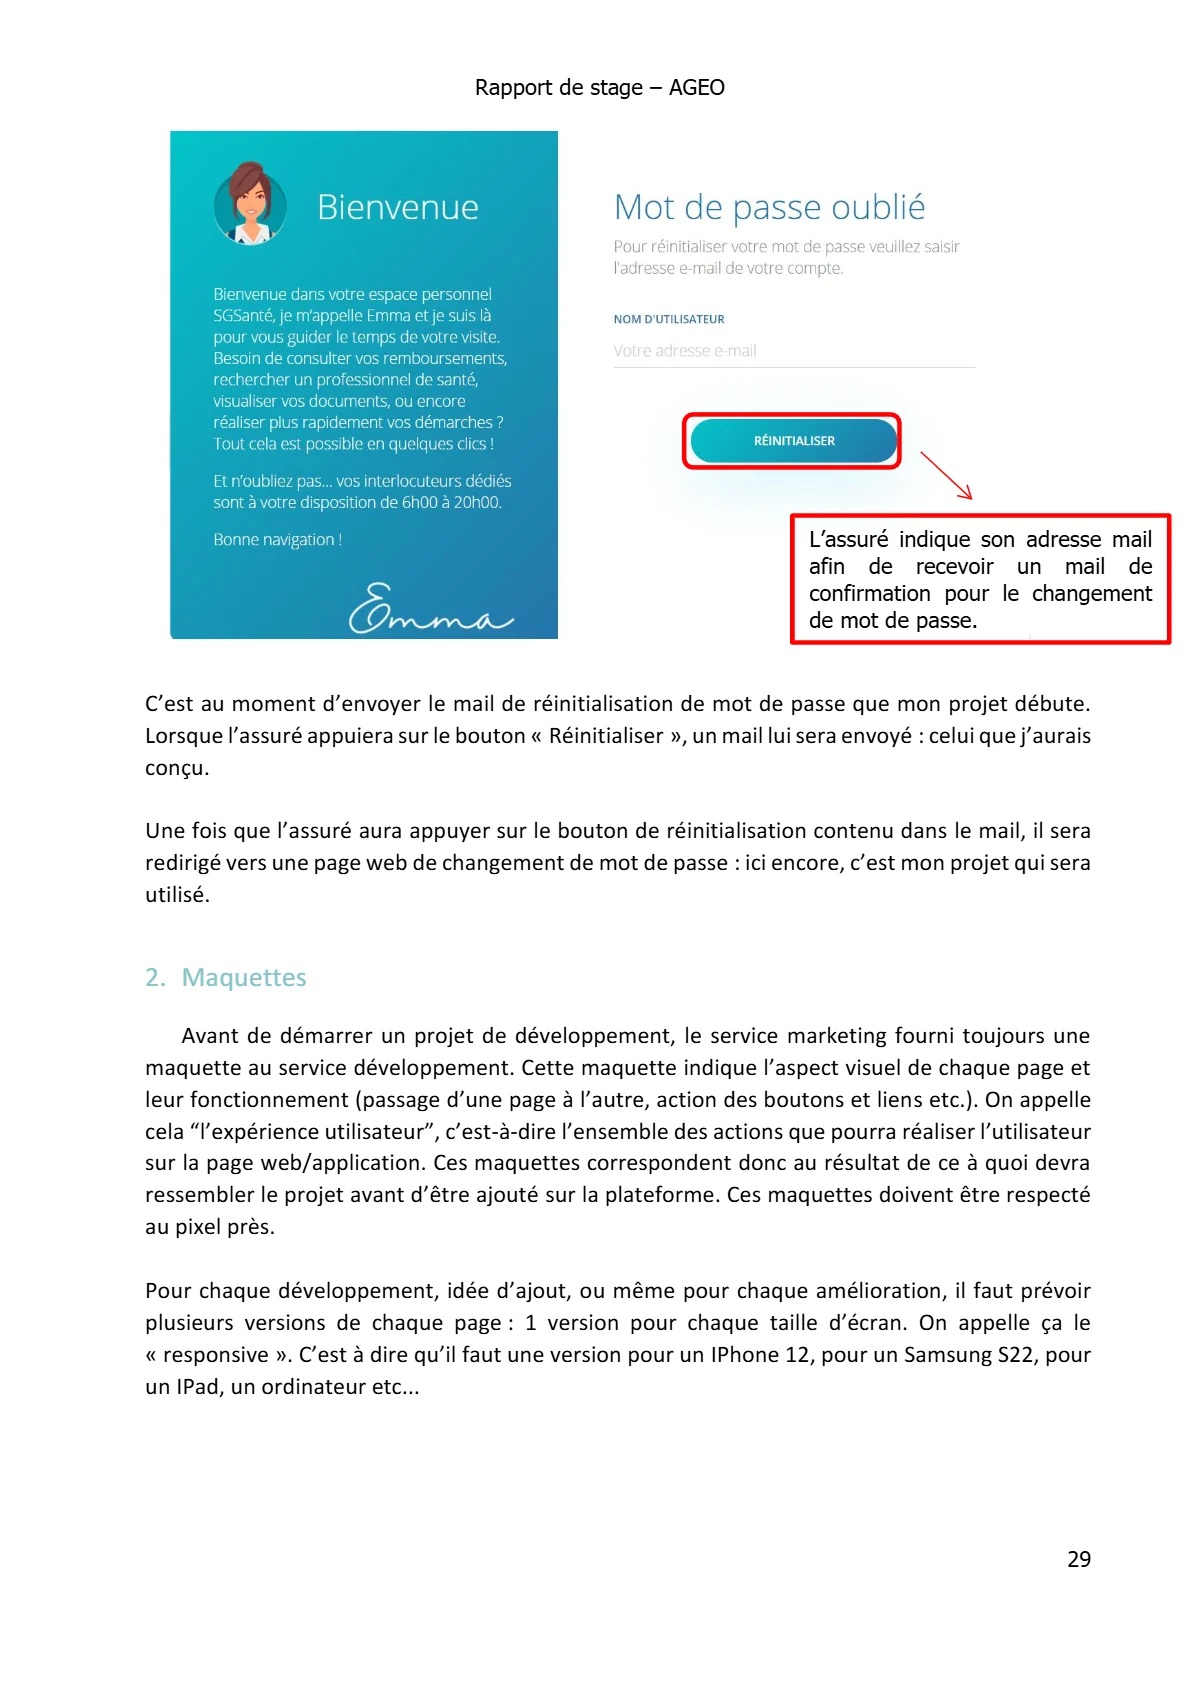 Rapport de stage – AGEO
Bienvenue
Bienvenue dans votre espace personnel
SGSanté, je m'appelle Emma et je suis là
pour vous guider le temps de votre visite.
Besoin de consulter vos remboursements,
rechercher un professionnel de santé,
visualiser vos documents, ou encore
réaliser plus rapidement vos démarches ?
Tout cela est possible en quelques clics !
Et n'oubliez pas... vos interlocuteurs dédiés
sont à votre disposition de 6h00 à 20h00.
Bonne navigation !
Emma
Mot de passe oublié
Pour réinitialiser votre mot de passe veuillez saisir
l'adresse e-mail de votre compte.
NOM D'UTILISATEUR
Votre adresse e-mail
RÉINITIALISER
L’assuré indique son adresse mail
afin de recevoir un mail de
confirmation pour le changement
de mot de passe.
C’est au moment d’envoyer le mail de réinitialisation de mot de passe que mon projet débute.
Lorsque l’assuré appuiera sur le bouton « Réinitialiser », un mail lui sera envoyé : celui que j’aurais
conçu.
Une fois que l’assuré aura appuyer sur le bouton de réinitialisation contenu dans le mail, il sera
redirigé vers une page web de changement de mot de passe : ici encore, c’est mon projet qui sera
utilisé.
2. Maquettes
Avant de démarrer un projet de développement, le service marketing fourni toujours une
maquette au service développement. Cette maquette indique l’aspect visuel de chaque page et
leur fonctionnement (passage d’une page à l’autre, action des boutons et liens etc.). On appelle
cela “l’expérience utilisateur”, c’est-à-dire l’ensemble des actions que pourra réaliser l’utilisateur
sur la page web/application. Ces maquettes correspondent donc au résultat de ce à quoi devra
ressembler le projet avant d’être ajouté sur la plateforme. Ces maquettes doivent être respecté
au pixel près.
Pour chaque développement, idée d’ajout, ou même pour chaque amélioration, il faut prévoir
plusieurs versions de chaque page : 1 version pour chaque taille d’écran. On appelle ça le
« responsive ». C’est à dire qu’il faut une version pour un IPhone 12, pour un Samsung S22, pour
un IPad, un ordinateur etc...
29